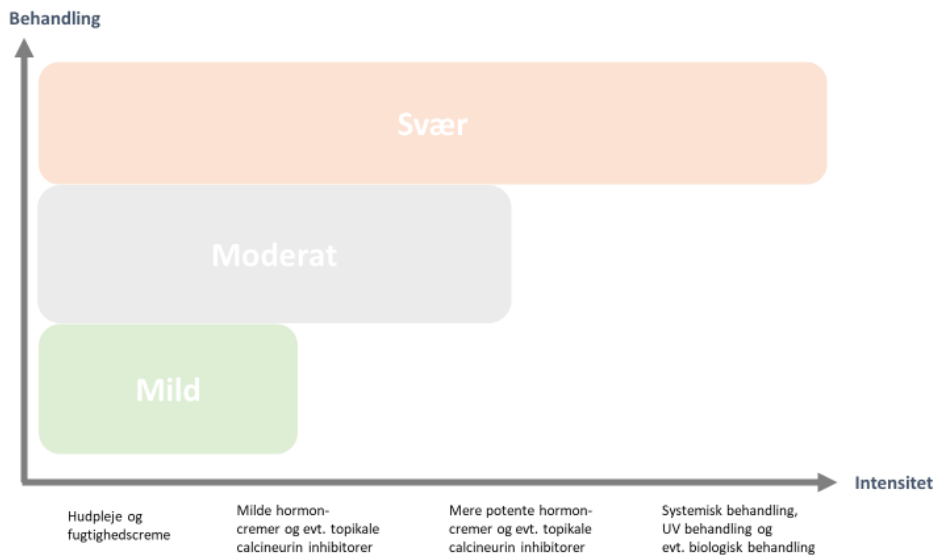 Behandling
Svær
Moderat
Mild
Intensitet
Hudpleje og
fugtighedscreme
Milde hormon-
cremer og evt. topikale
calcineurin inhibitorer
Mere potente hormon-
cremer og evt. topikale
calcineurin inhibitorer
Systemisk behandling,
UV behandling og
evt. biologisk behandling